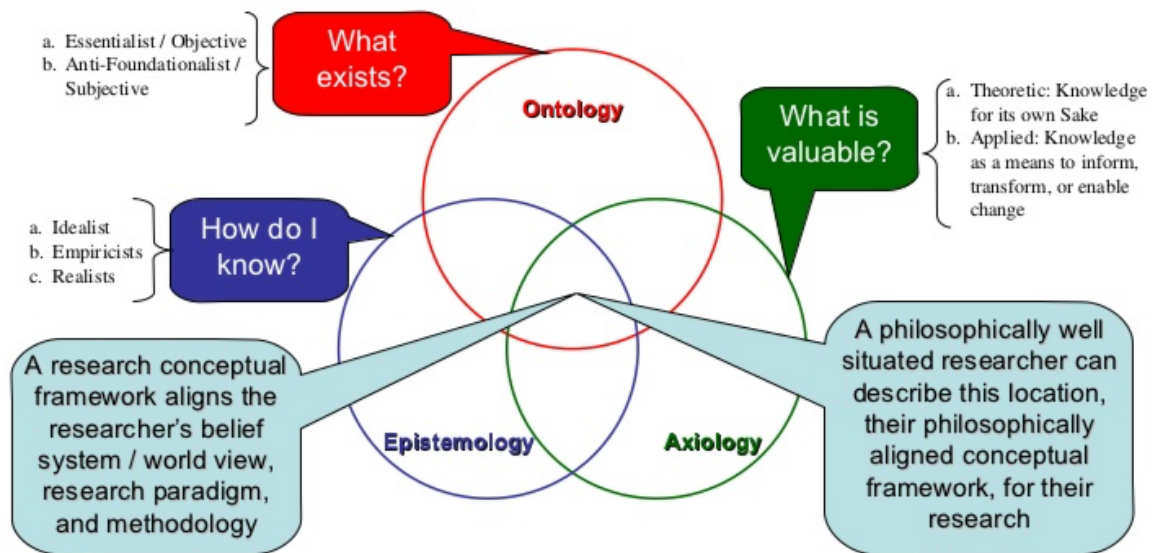 a. Essentialist / Objective
b. Anti-Foundationalist /
Subjective
What
exists?
Ontology
What is
valuable?
a. Theoretic: Knowledge
for its own Sake
b. Applied: Knowledge
as a means to inform,
transform, or enable
change
a. Idealist
b. Empiricists
c. Realists
How do I
know?
A research conceptual
framework aligns the
researcher's belief
system / world view,
research paradigm,
and methodology
Epistemology
Axiology
A philosophically well
situated researcher can
describe this location,
their philosophically
aligned conceptual
framework, for their
research